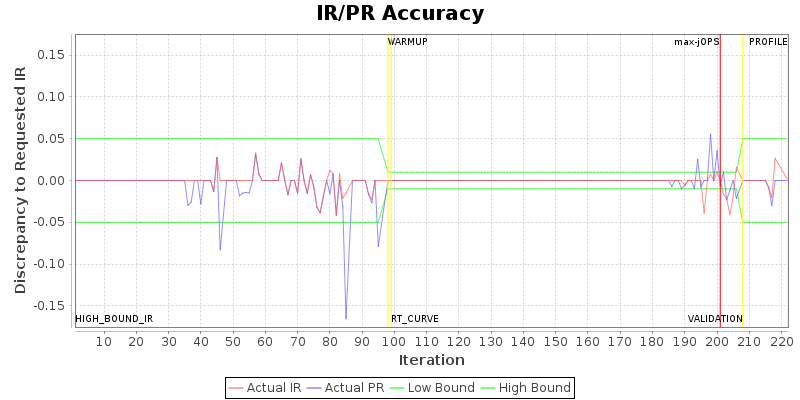 IR/PR Accuracy
Discrepancy to Requested IR
0.15
0.10
0.05
0.00
-0.05
-0.10
-0.15
WARMUP
max-jOPS
PROFILE
HIGH_BOUND_IR
RT_CURVE
VALIDATION
10 20 30 40 50 60 70 80 90 100 110 120 130 140 150 160 170 180 190 200 210 220
Iteration
Actual IR Actual PR Low Bound High Bound